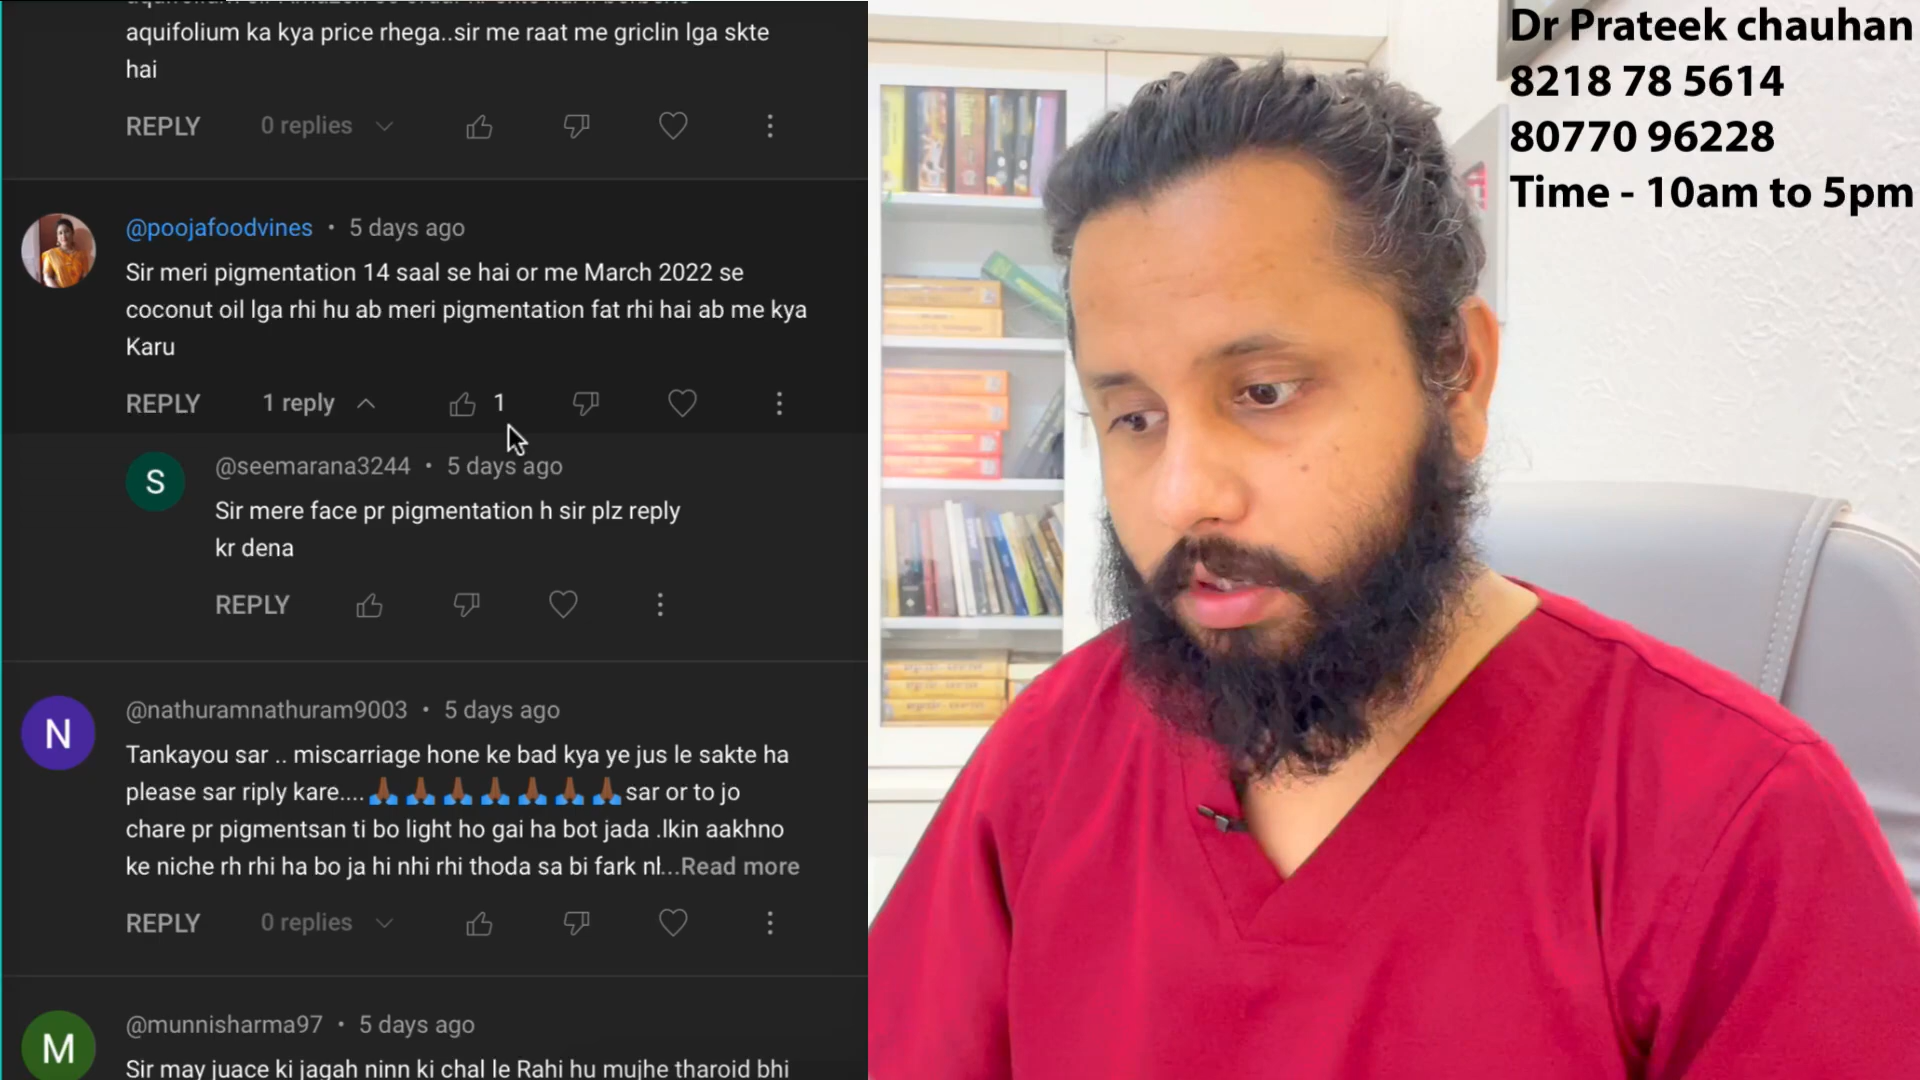 aquifolium ka kya price rhega..sir me raat me griclin lga skte
hai
REPLY 0 replies
@poojafoodvines • 5 days ago
Sir meri pigmentation 14 saal se hai or me March 2022 se
coconut oil lga rhi hu ab meri pigmentation fat rhi hai ab me kya
Karu
REPLY 1 reply 1
S
@seemarana3244 • 5 days ago
Sir mere face pr pigmentation h sir plz reply
kr dena
REPLY
N
@nathuramnathuram9003 • 5 days ago
Tankayou sar .. miscarriage hone ke bad kya ye jus le sakte ha
please sar riply kare....🙏🏾🙏🏾🙏🏾🙏🏾🙏🏾🙏🏾🙏🏾sar or to jo
chare pr pigmentsan ti bo light ho gai ha bot jada .lkin aakhno
ke niche rh rhi ha bo ja hi nhi rhi thoda sa bi fark nl...Read more
REPLY 0 replies
M
@munnisharma97 • 5 days ago
Sir may juace ki jagah ninn ki chal le Rahi hu mujhe tharoid bhi
Dr Prateek chauhan
8218 78 5614
80770 96228
Time - 10am to 5pm